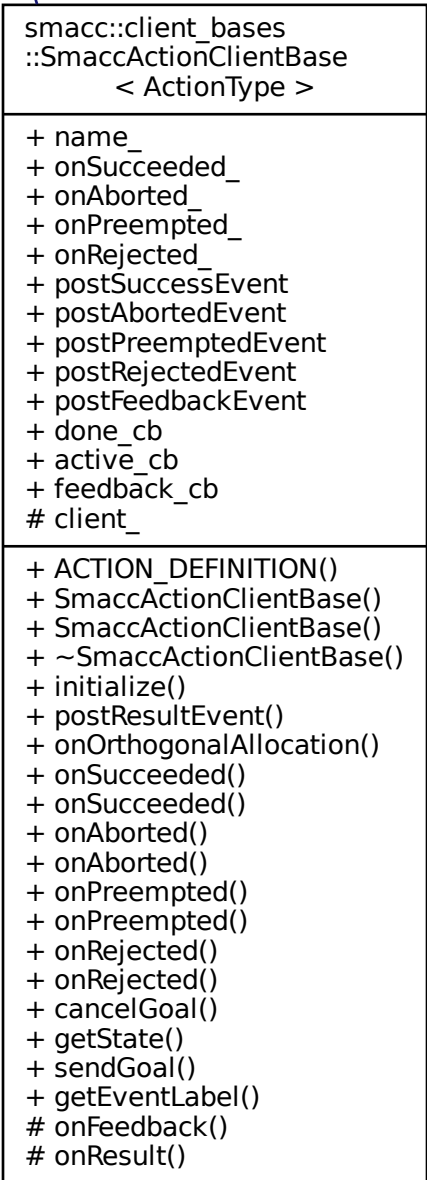 smacc::client_bases
::SmaccActionClientBase
< ActionType >
+ name_
+ onSucceeded_
+ onAborted_
+ onPreempted_
+ onRejected_
+ postSuccessEvent
+ postAbortedEvent
+ postPreemptedEvent
+ postRejectedEvent
+ postFeedbackEvent
+ done_cb
+ active_cb
+ feedback_cb
# client_
+ ACTION_DEFINITION()
+ SmaccActionClientBase()
+ SmaccActionClientBase()
+ ~SmaccActionClientBase()
+ initialize()
+ postResultEvent()
+ onOrthogonalAllocation()
+ onSucceeded()
+ onSucceeded()
+ onAborted()
+ onAborted()
+ onPreempted()
+ onPreempted()
+ onRejected()
+ onRejected()
+ cancelGoal()
+ getState()
+ sendGoal()
+ getEventLabel()
# onFeedback()
# onResult()